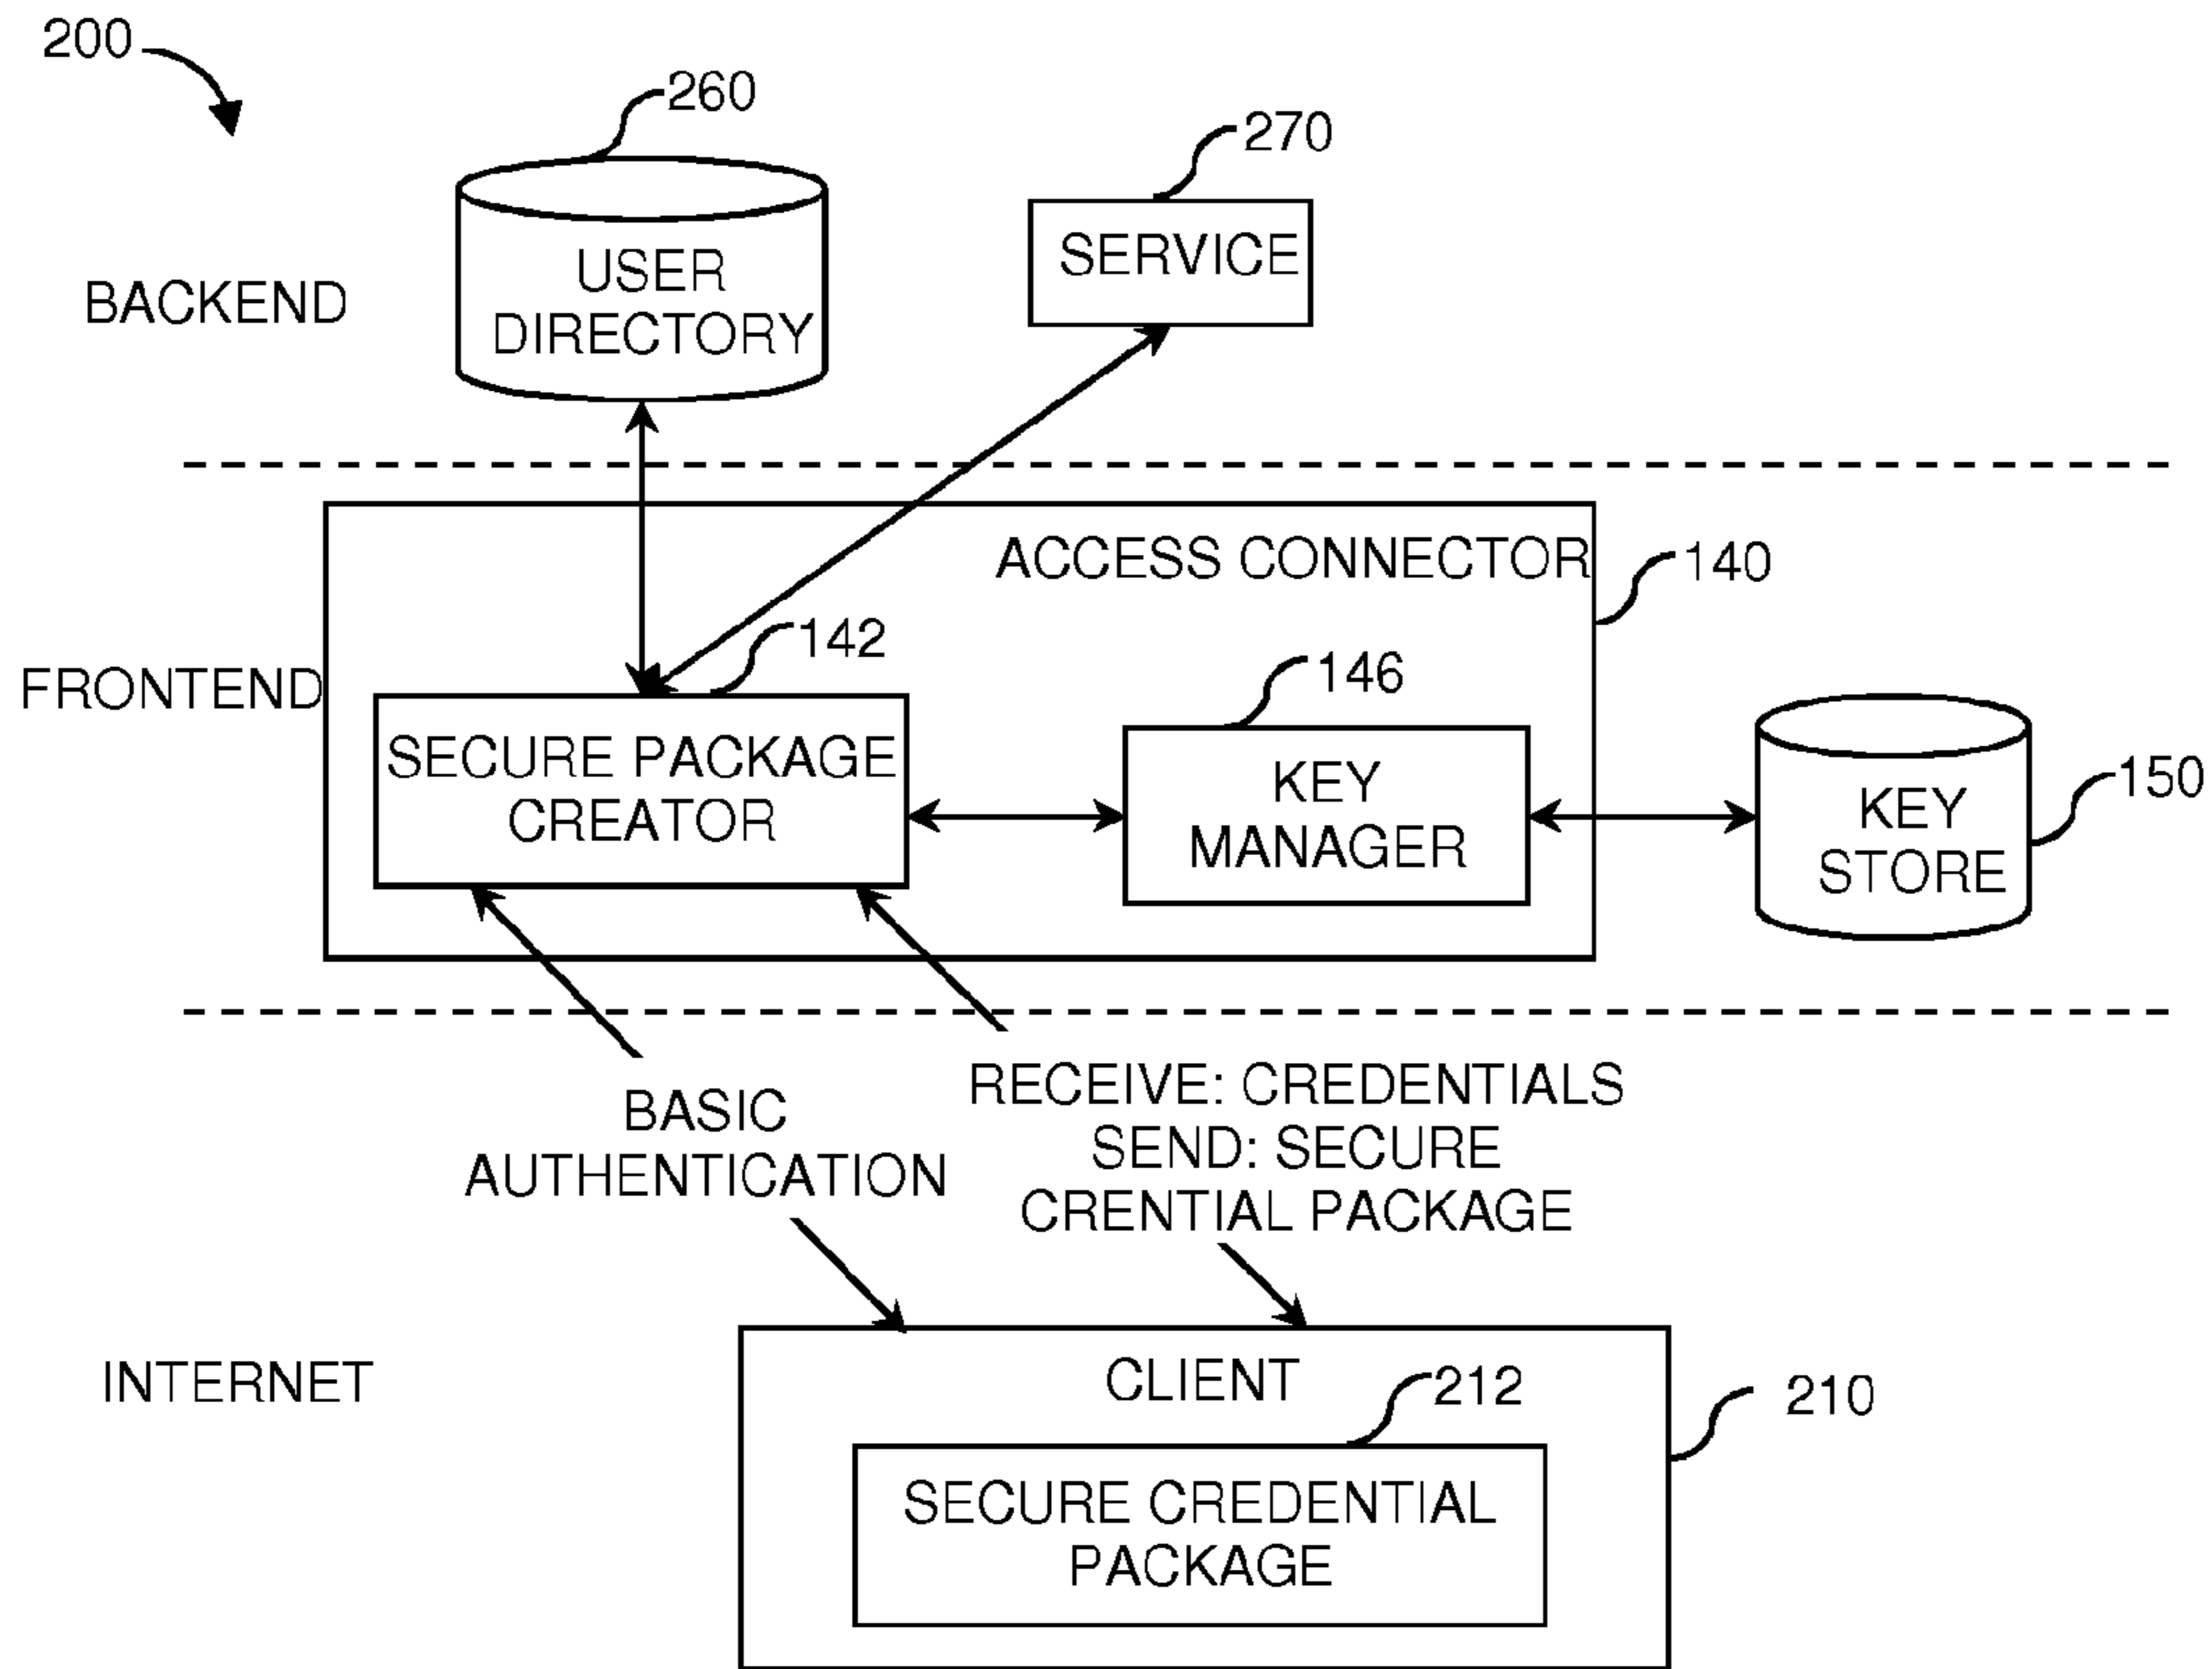 200
260
270
USER
DIRECTORY
SERVICE
BACKEND
ACCESS CONNECTOR
140
142
146
FRONTEND
SECURE PACKAGE
CREATOR
KEY
MANAGER
KEY
STORE
150
BASIC
AUTHENTICATION
RECEIVE: CREDENTIALS
SEND: SECURE
CRENTIAL PACKAGE
INTERNET
CLIENT
212
210
SECURE CREDENTIAL
PACKAGE